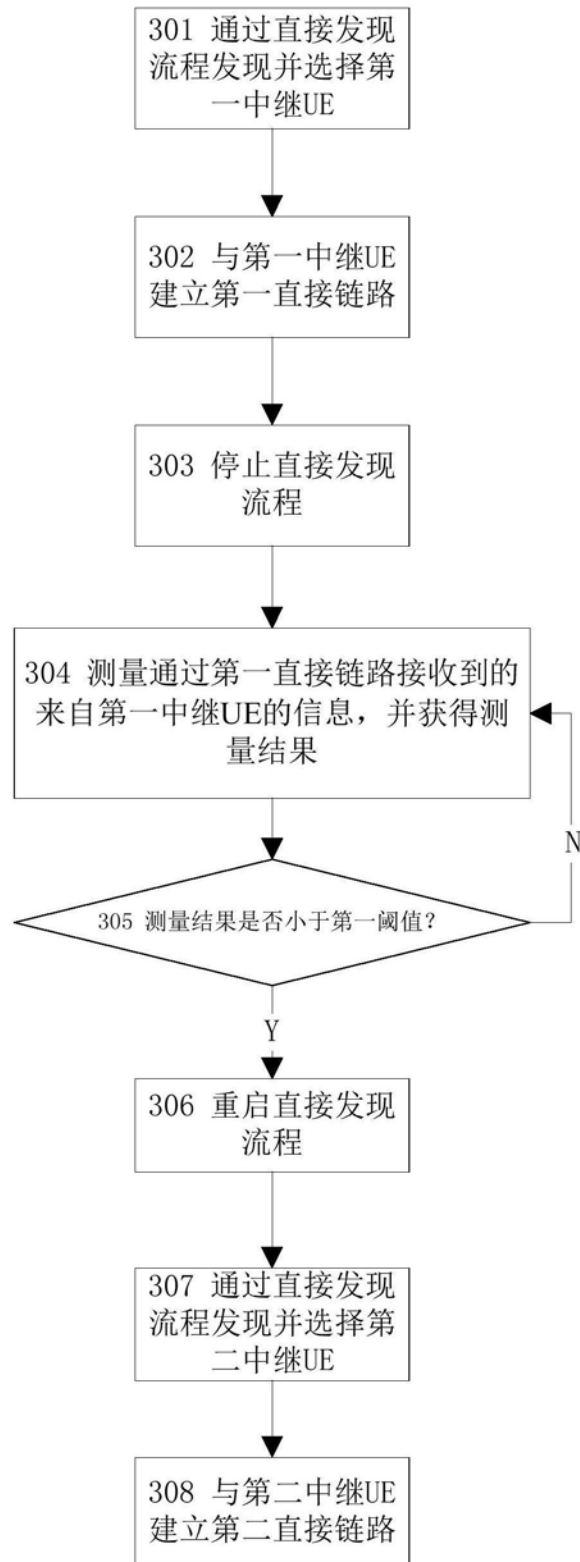 301 通过直接发现
流程发现并选择第
一中继UE
302 与第一中继UE
建立第一直接链路
303 停止直接发现
流程
304 测量通过第一直接链路接收到的
来自第一中继UE的信息，并获得测
量结果
N
305 测量结果是否小于第一阈值？
Y
306 重启直接发现
流程
307 通过直接发现
流程发现并选择第
二中继UE
308 与第二中继UE
建立第二直接链路